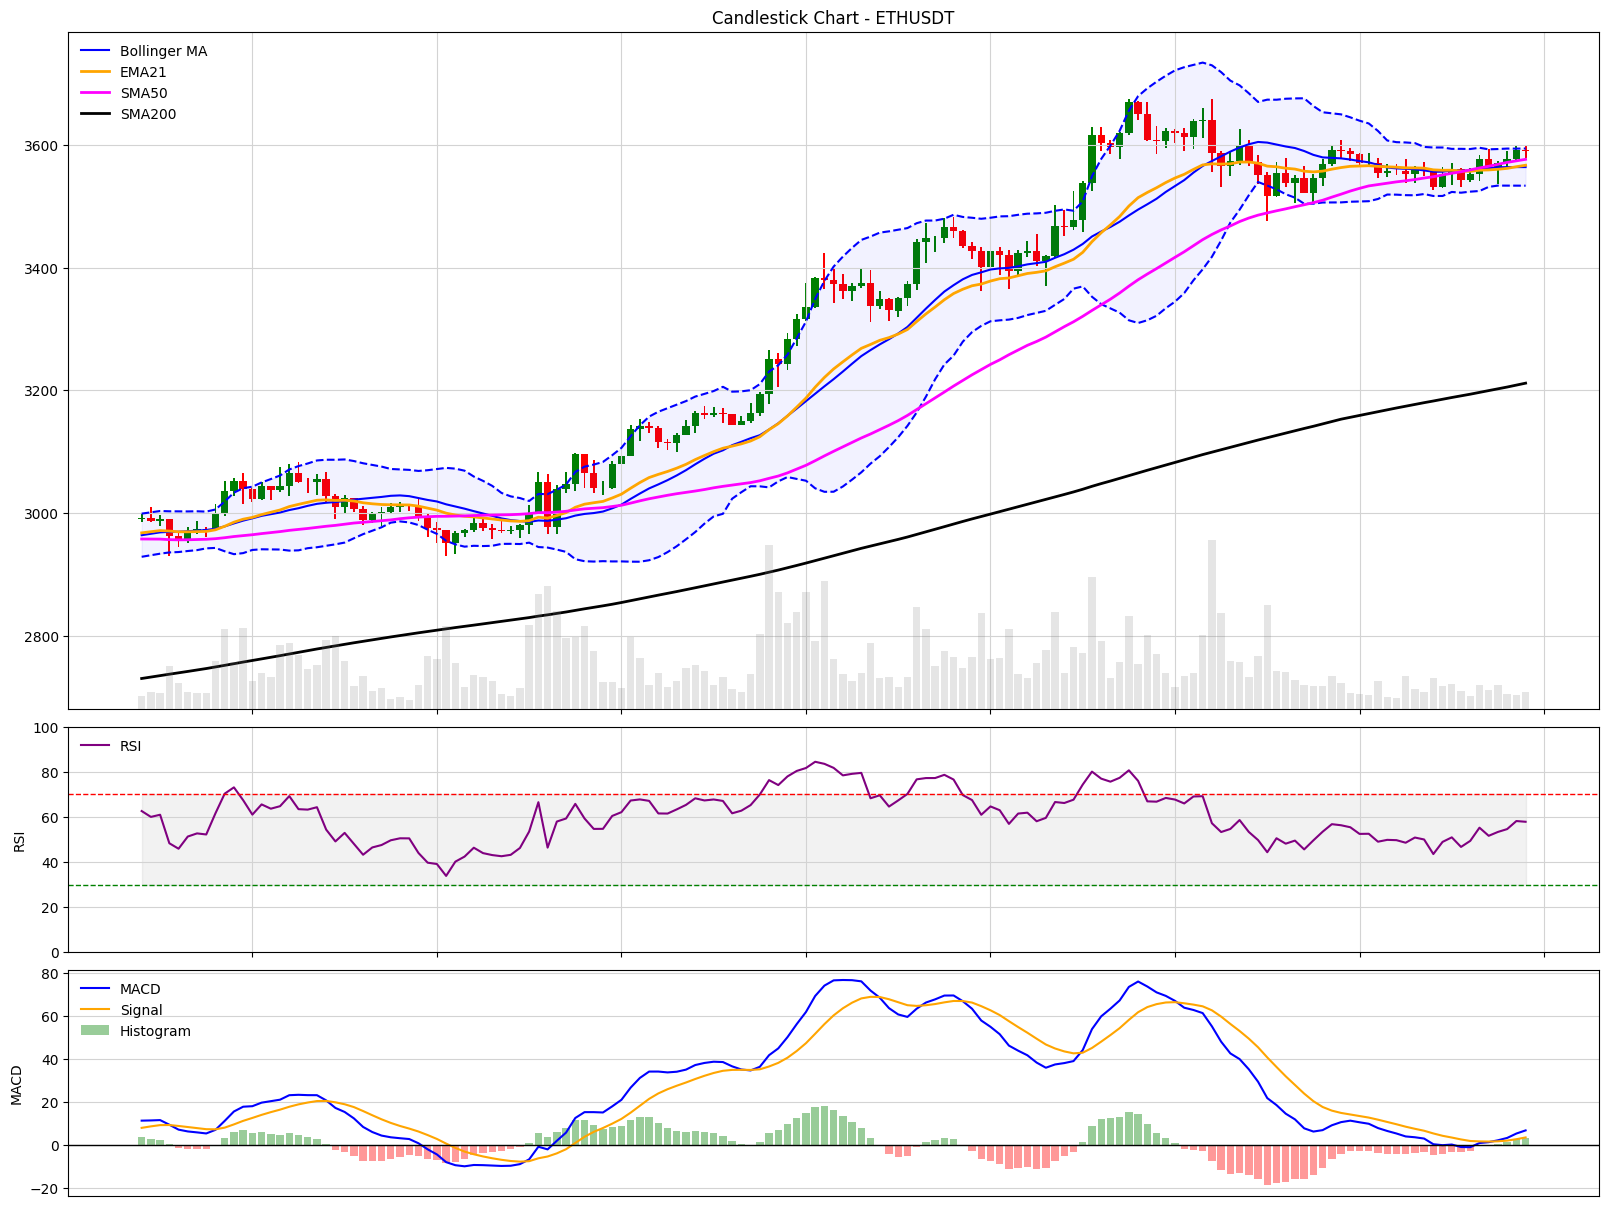 Candlestick Chart - ETHUSDT
Bollinger MA
EMA21
SMA50
SMA200
3600
3400
3200
3000
2800
RSI
100
80
60
40
20
0
RSI
MACD
Signal
Histogram
80
60
40
20
0
−20
MACD